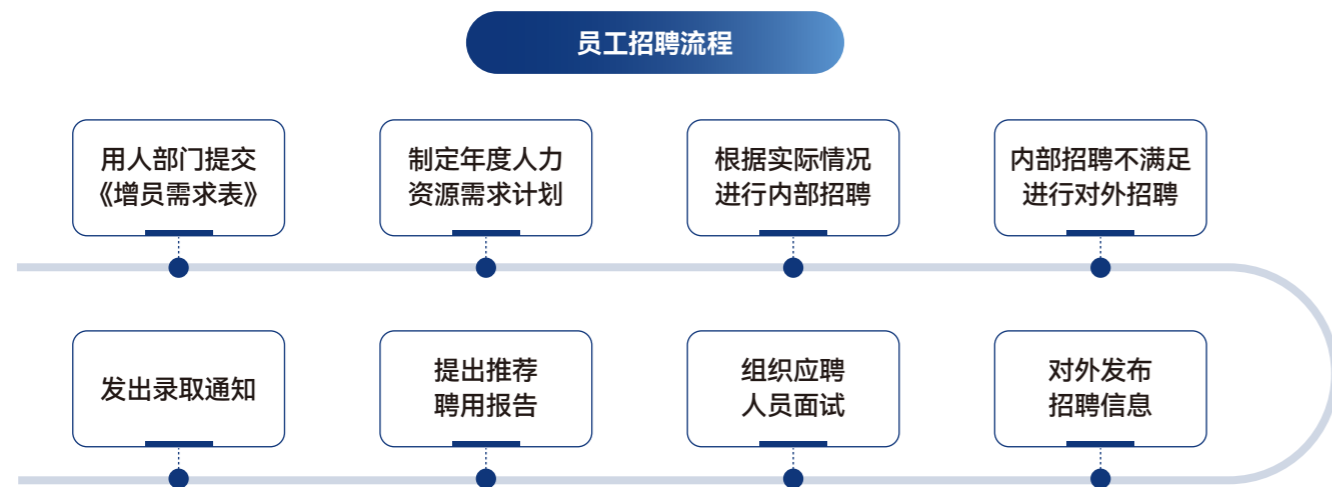 员工招聘流程
用人部门提交
《增员需求表》
制定年度人力
资源需求计划
根据实际情况
进行内部招聘
内部招聘不满足
进行对外招聘
对外发布
招聘信息
组织应聘
人员面试
提出推荐
聘用报告
发出录取通知